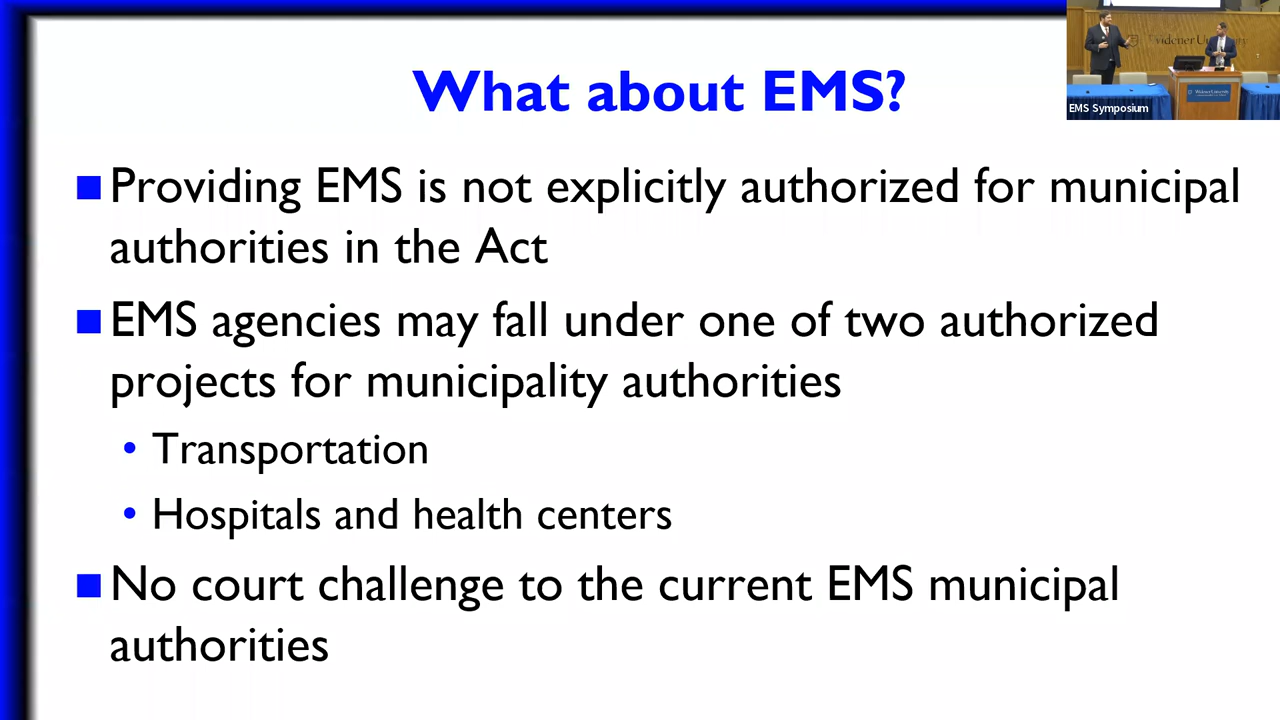 What about EMS?
Providing EMS is not explicitly authorized for municipal
authorities in the Act
EMS agencies may fall under one of two authorized
projects for municipality authorities
• Transportation
• Hospitals and health centers
No court challenge to the current EMS municipal
authorities
Widener University
EMS Symposium